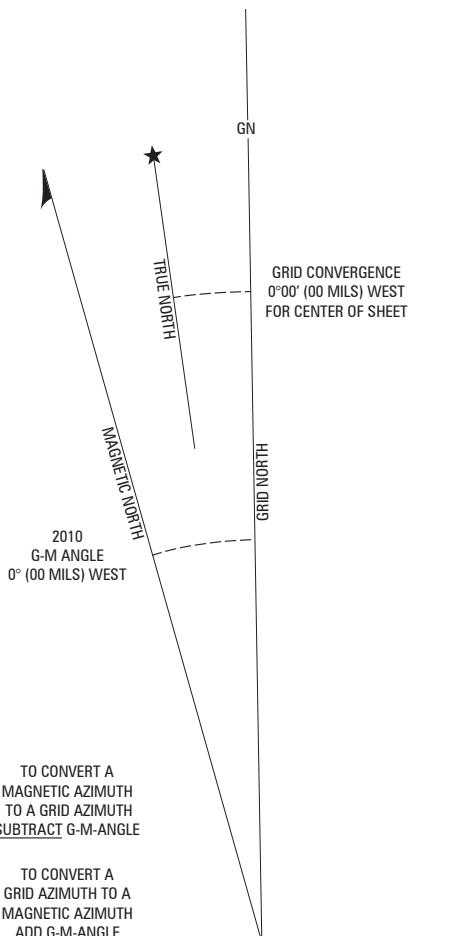 GN
TRUE NORTH
GRID CONVERGENCE
0°00' (00 MILS) WEST
FOR CENTER OF SHEET
MAGNETIC NORTH
GRID NORTH
2010
G-M ANGLE
0° (00 MILS) WEST
TO CONVERT A
MAGNETIC AZIMUTH
TO A GRID AZIMUTH
SUBTRACT G-M-ANGLE
TO CONVERT A
GRID AZIMUTH TO A
MAGNETIC AZIMUTH
ADD G-M-ANGLE